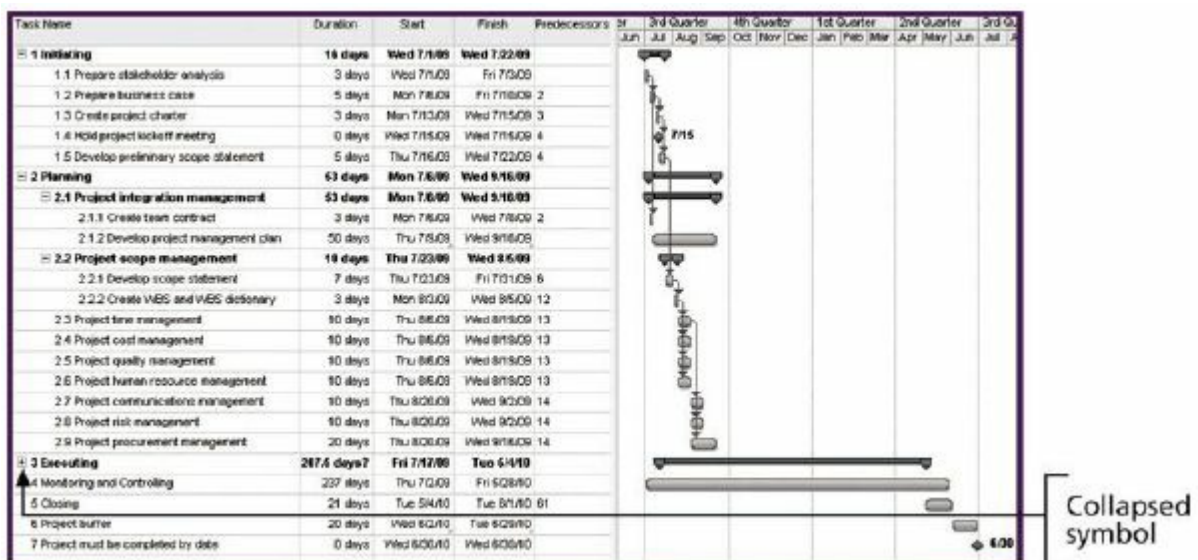 Task Name Duration Start Finish Predecessors er 3rd Quarter 4th Quarter 1st Quarter 2nd Quarter 3rd Qu
Jun Jul Aug Sep Oct Nov Dec Jan Feb Mar Apr May Jun Jul A
1 Initiating 16 days Wed 7/1/09 Wed 7/22/09
1.1 Prepare stakeholder analysis 3 days Wed 7/1/09 Fri 7/3/09
1.2 Prepare business case 5 days Mon 7/6/09 Fri 7/10/09 2
1.3 Create project charter 3 days Mon 7/13/09 Wed 7/15/09 3
1.4 Hold project kickoff meeting 0 days Wed 7/15/09 Wed 7/15/09 4 7/15
1.5 Develop preliminary scope statement 5 days Thu 7/16/09 Wed 7/22/09 4
2 Planning 53 days Mon 7/6/09 Wed 9/16/09
2.1 Project integration management 53 days Mon 7/6/09 Wed 9/16/09
2.1.1 Create team contract 3 days Mon 7/6/09 Wed 7/8/09 2
2.1.2 Develop project management plan 50 days Thu 7/9/09 Wed 9/16/09
2.2 Project scope management 10 days Thu 7/23/09 Wed 8/5/09
2.2.1 Develop scope statement 7 days Thu 7/23/09 Fri 7/31/09 6
2.2.2 Create WBS and WBS dictionary 3 days Mon 8/3/09 Wed 8/5/09 12
2.3 Project time management 10 days Thu 8/6/09 Wed 8/19/09 13
2.4 Project cost management 10 days Thu 8/6/09 Wed 8/19/09 13
2.5 Project quality management 10 days Thu 8/6/09 Wed 8/19/09 13
2.6 Project human resource management 10 days Thu 8/6/09 Wed 8/19/09 13
2.7 Project communications management 10 days Thu 8/20/09 Wed 9/2/09 14
2.8 Project risk management 10 days Thu 8/20/09 Wed 9/2/09 14
2.9 Project procurement management 20 days Thu 8/20/09 Wed 9/16/09 14
3 Executing Fri 7/17/09 Tue 5/4/10
4 Monitoring and Controlling 237 days Thu 7/2/09 Fri 5/28/10
5 Closing 21 days Tue 5/4/10 Tue 6/1/10 61
6 Project buffer 20 days Wed 6/2/10 Tue 6/29/10
7 Project must be completed by date 0 days Wed 6/30/10 Wed 6/30/10 6/30
Collapsed
symbol